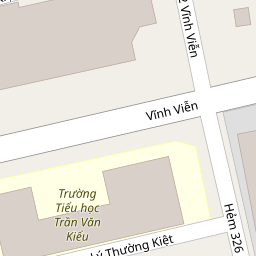 Vĩnh Viễn
Vĩnh Viễn
Trường
Tiểu học
Trần Văn
Kiểu
Hẻm 326
Lý Thường Kiệt